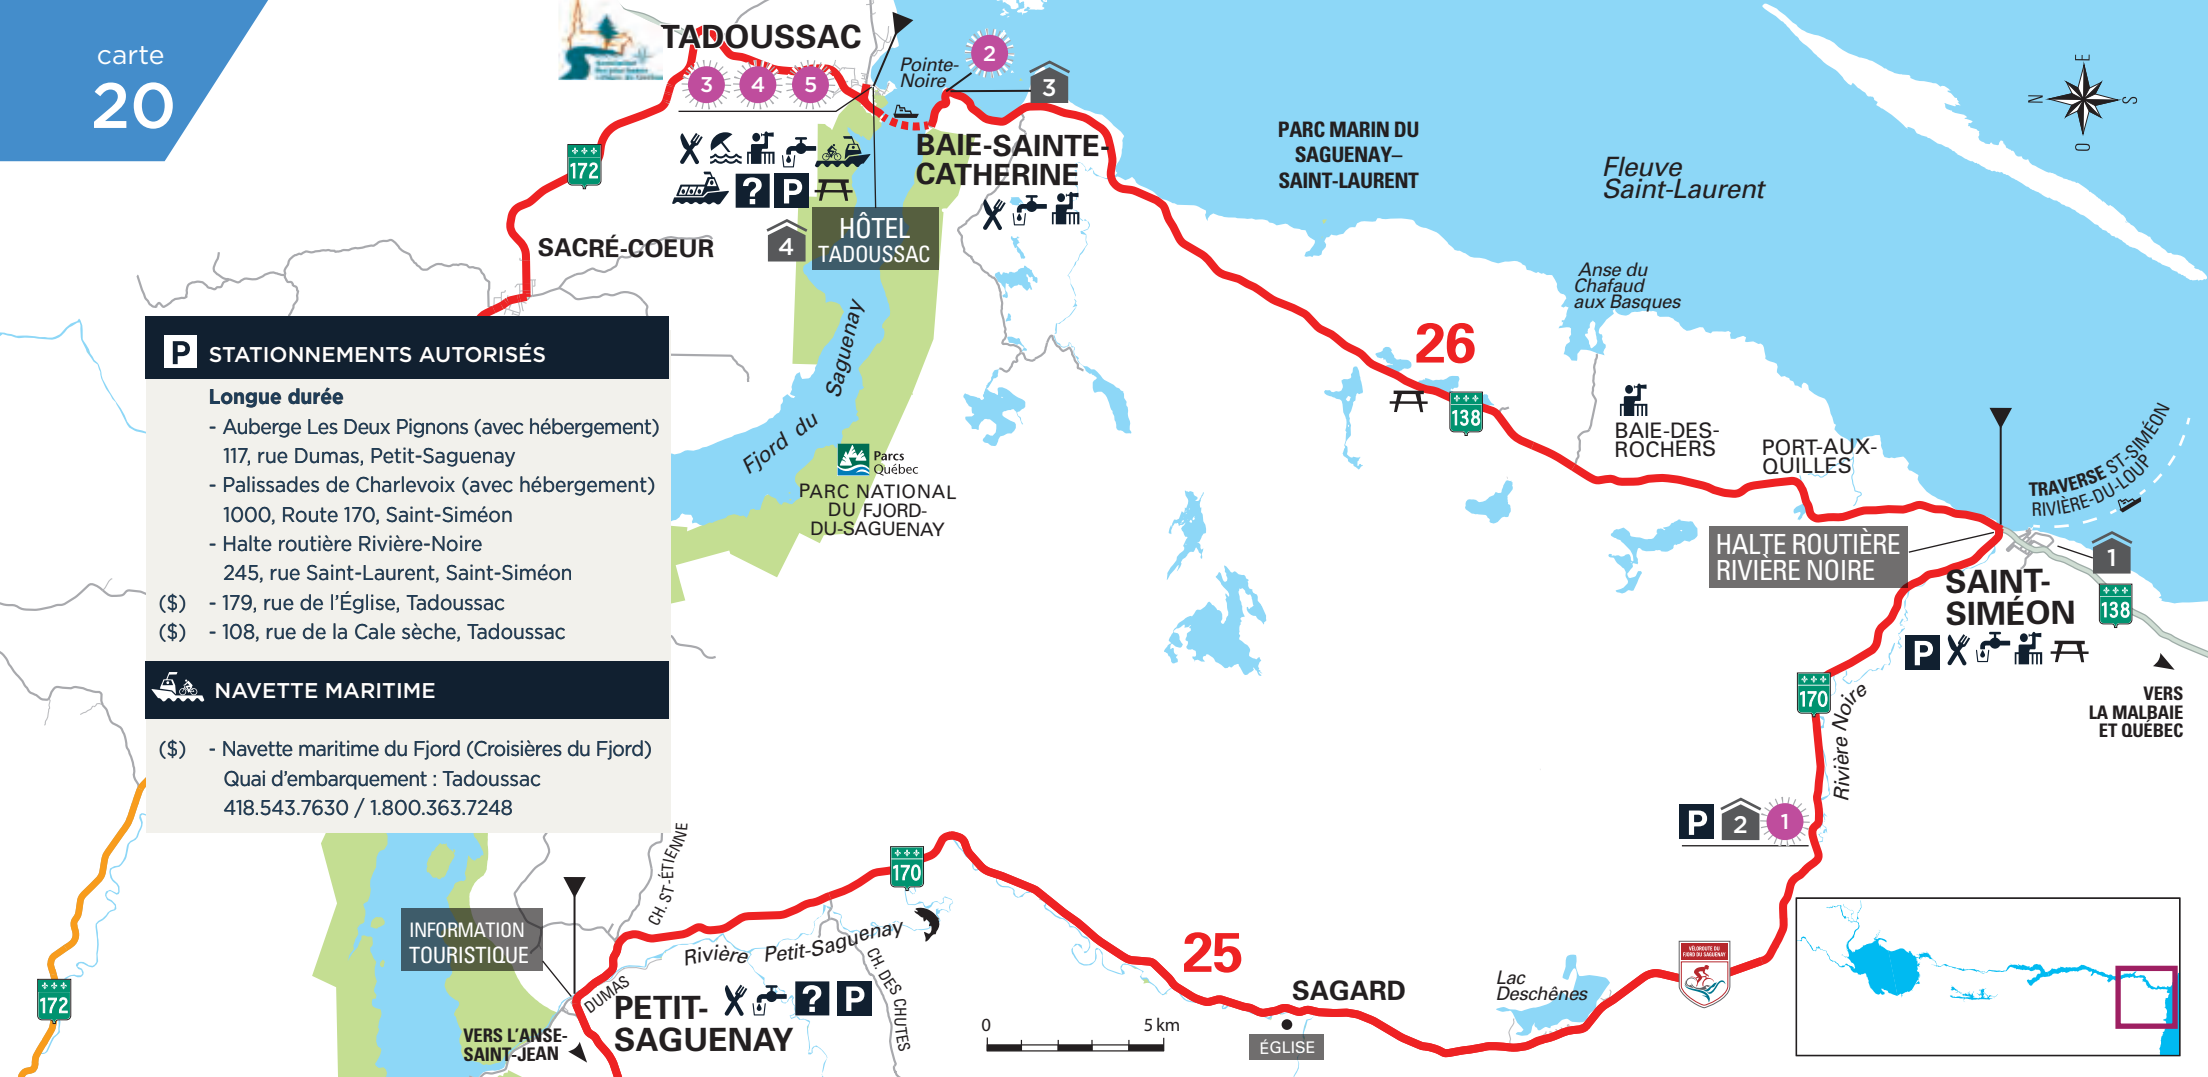 carte
20
TADOUSSAC
3
4
5
Pointe-
Noire
2
3
BAIE-SAINTE-
CATHERINE
172
?
P
4
HÔTEL
TADOUSSAC
SACRÉ-COEUR
PARC MARIN DU
SAGUENAY–
SAINT-LAURENT
Fleuve
Saint-Laurent
E
N
S
O
Anse du
Chafaud
aux Basques
26
138
BAIE-DES-
ROCHERS
PORT-AUX-
QUILLES
TRAVERSE ST-SIMÉON
RIVIÈRE-DU-LOUP
HALTE ROUTIÈRE
RIVIÈRE NOIRE
1
SAINT-
SIMÉON
138
P
VERS
LA MALBAIE
ET QUÉBEC
170
Rivière Noire
P
2
1
Fjord du Saguenay
Parcs
Québec
PARC NATIONAL
DU FJORD-
DU-SAGUENAY
P STATIONNEMENTS AUTORISÉS
Longue durée
- Auberge Les Deux Pignons (avec hébergement)
117, rue Dumas, Petit-Saguenay
- Palissades de Charlevoix (avec hébergement)
1000, Route 170, Saint-Siméon
- Halte routière Rivière-Noire
245, rue Saint-Laurent, Saint-Siméon
($) - 179, rue de l'Église, Tadoussac
($) - 108, rue de la Cale sèche, Tadoussac
NAVETTE MARITIME
($) - Navette maritime du Fjord (Croisières du Fjord)
Quai d'embarquement : Tadoussac
418.543.7630 / 1.800.363.7248
CH. ST-ÉTIENNE
170
INFORMATION
TOURISTIQUE
Rivière Petit-Saguenay
CH. DES CHUTES
DUMAS
PETIT-
SAGUENAY
?
P
VERS L'ANSE-
SAINT-JEAN
172
25
0
5 km
SAGARD
ÉGLISE
Lac
Deschênes
VÉLOROUTE DU
FJORD DU SAGUENAY